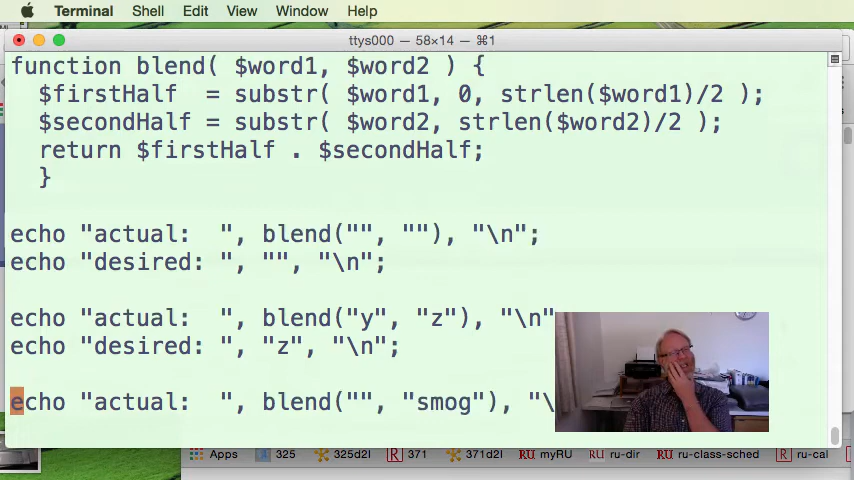 Terminal Shell Edit View Window Help
ttys000 — 58×14 — ⌘1
function blend( $word1, $word2 ) {
$firstHalf = substr( $word1, 0, strlen($word1)/2 );
$secondHalf = substr( $word2, strlen($word2)/2 );
return $firstHalf . $secondHalf;
}
echo "actual: ", blend("", ""), "\n";
echo "desired: ", "", "\n";
echo "actual: ", blend("y", "z"), "\n"
echo "desired: ", "z", "\n";
echo "actual: ", blend("", "smog"), "\
Apps 325 325d2l 371 371d2l myRU ru-dir ru-class-sched ru-cal